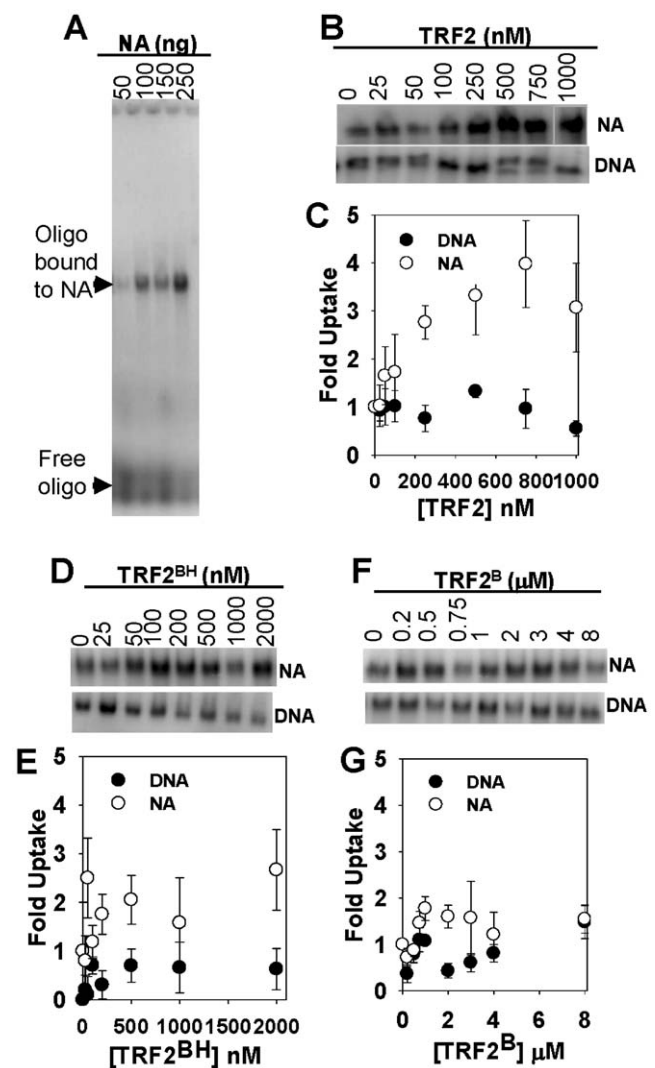 A
NA (ng)
50 100 150 250
Oligo bound to NA
Free oligo
B
TRF2 (nM)
0 25 50 100 250 500 750 1000
NA
DNA
C
5
4
3
2
1
0
Fold Uptake
DNA
NA
0 200 400 600 800 1000
[TRF2] nM
D
TRF2BH (nM)
0 25 50 100 200 500 1000 2000
NA
DNA
E
5
4
3
2
1
0
Fold Uptake
DNA
NA
0 500 1000 1500 2000
[TRF2BH] nM
F
TRF2B (µM)
0 0.2 0.5 0.75 1 2 3 4 8
NA
DNA
G
5
4
3
2
1
0
Fold Uptake
DNA
NA
0 2 4 6 8
[TRF2B] µM